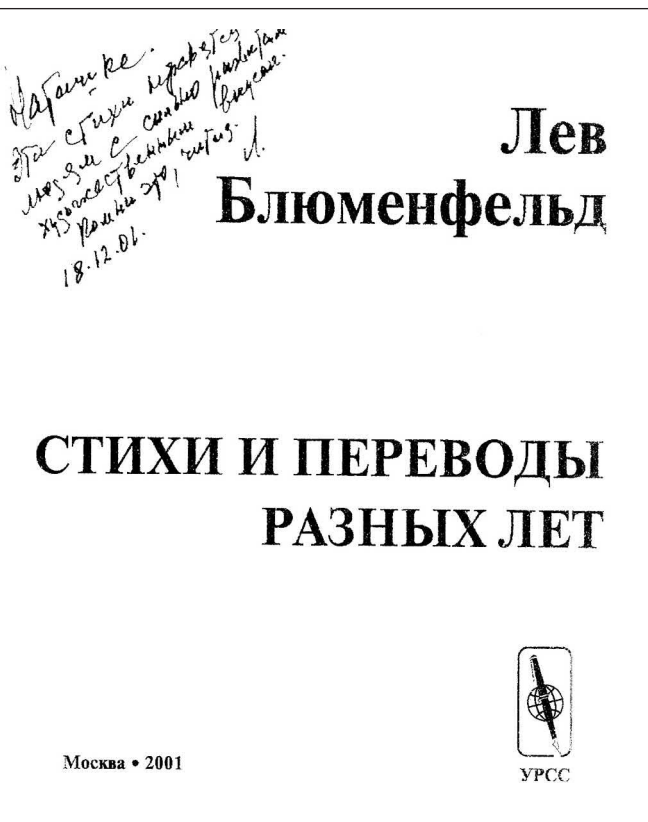 Наташке.
Эти стихи нравятся
людям с сильно развитым
художественным вкусом.
Помни это, читая.
Л.
18.12.01.
Лев
Блюменфельд
СТИХИ И ПЕРЕВОДЫ
РАЗНЫХ ЛЕТ
Москва • 2001
УРСС